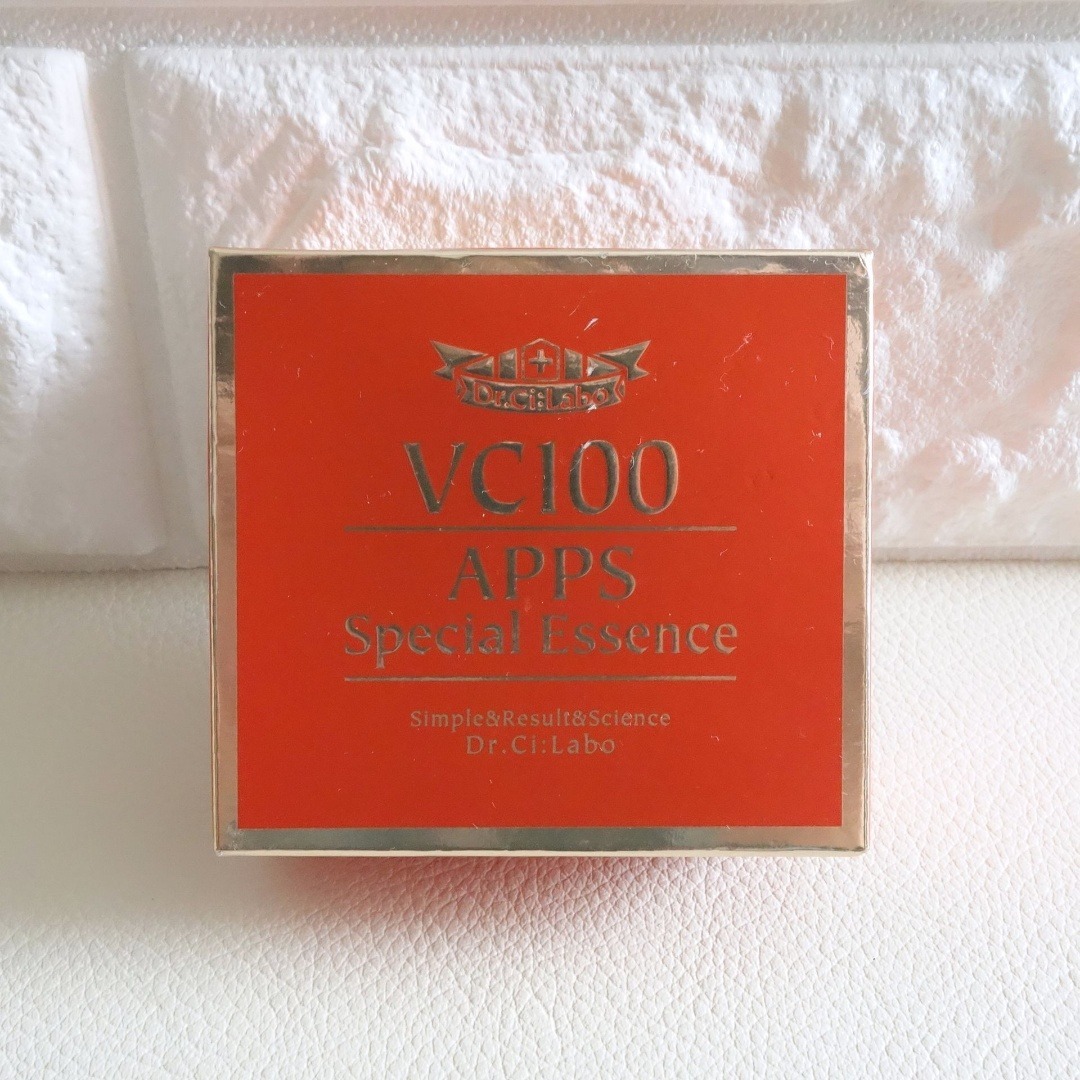 Dr.Ci:Labo
VC100
APPS
Special Essence
Simple&Result&Science
Dr.Ci:Labo